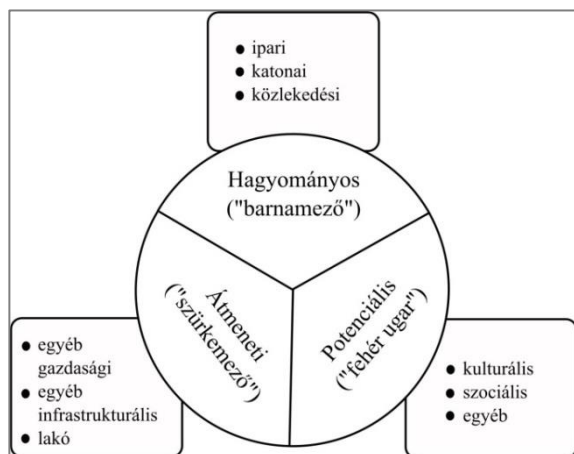 ● ipari
● katonai
● közlekedési
Hagyományos
("barnamező")
Átmeneti
("szürkemező")
Potenciális
("fehér ugar")
● egyéb
gazdasági
● egyéb
infrastrukturális
● lakó
● kulturális
● szociális
● egyéb